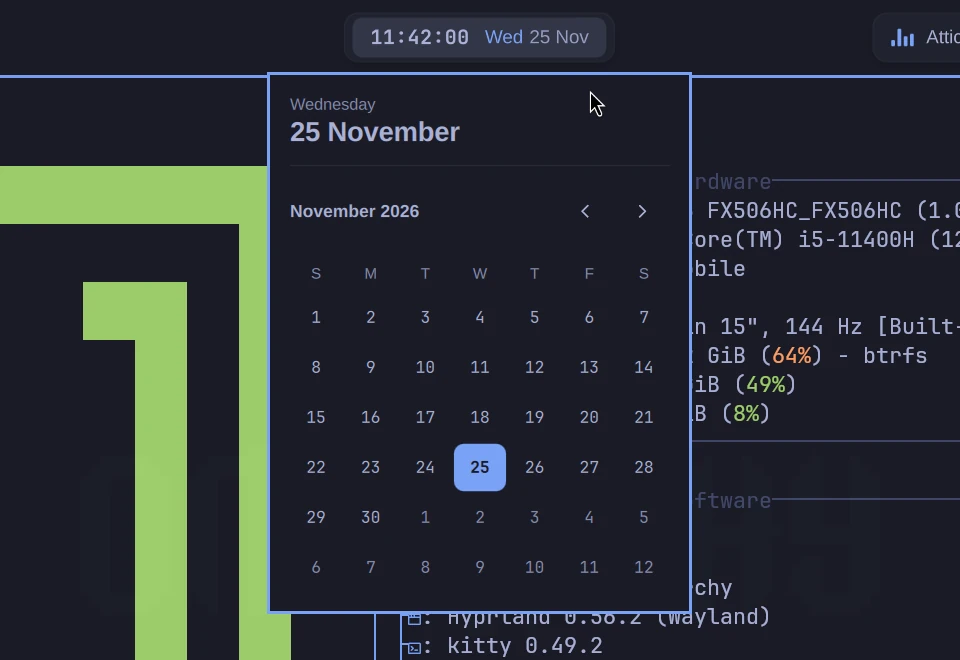 11:42:00 Wed 25 Nov
Wednesday
25 November
November 2026
S M T W T F S
1 2 3 4 5 6 7
8 9 10 11 12 13 14
15 16 17 18 19 20 21
22 23 24 25 26 27 28
29 30 1 2 3 4 5
6 7 8 9 10 11 12
rdware
FX506HC_FX506HC (1.0
ore(TM) i5-11400H (12
bile
n 15", 144 Hz [Built-
GiB (64%) - btrfs
iB (49%)
B (8%)
ftware
chy
: Hyprland 0.56.2 (Wayland)
: kitty 0.49.2